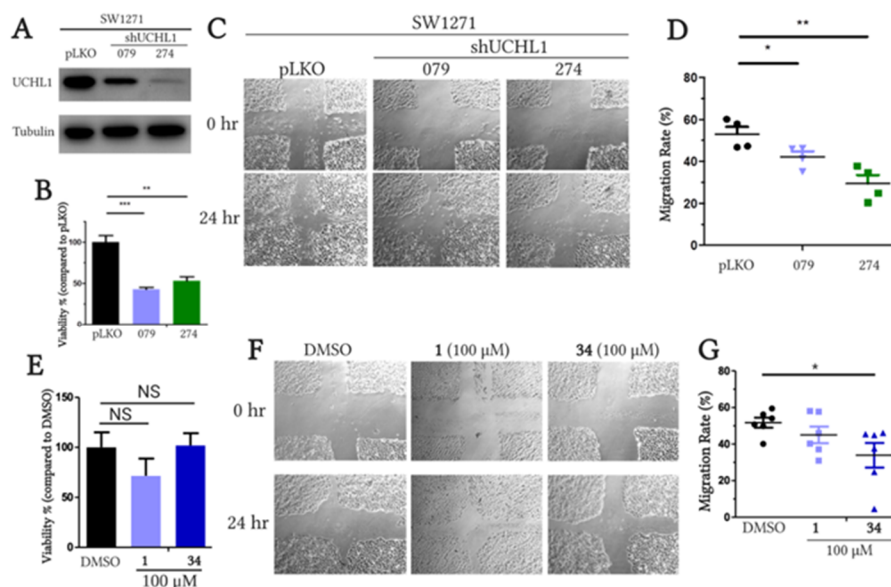 A
SW1271
shUCHL1
pLKO 079 274
UCHL1
Tubulin
B
Viability % (compared to pLKO)
**
***
100
50
0
pLKO 079 274
C
SW1271
shUCHL1
pLKO 079 274
0 hr
24 hr
D
**
*
Migration Rate (%)
80
60
40
20
0
pLKO 079 274
E
Viability % (compared to DMSO)
150
100
50
0
NS
NS
DMSO 1 34
100 µM
F
DMSO 1 (100 µM) 34 (100 µM)
0 hr
24 hr
G
*
Migration Rate (%)
80
60
40
20
0
DMSO 1 34
100 µM